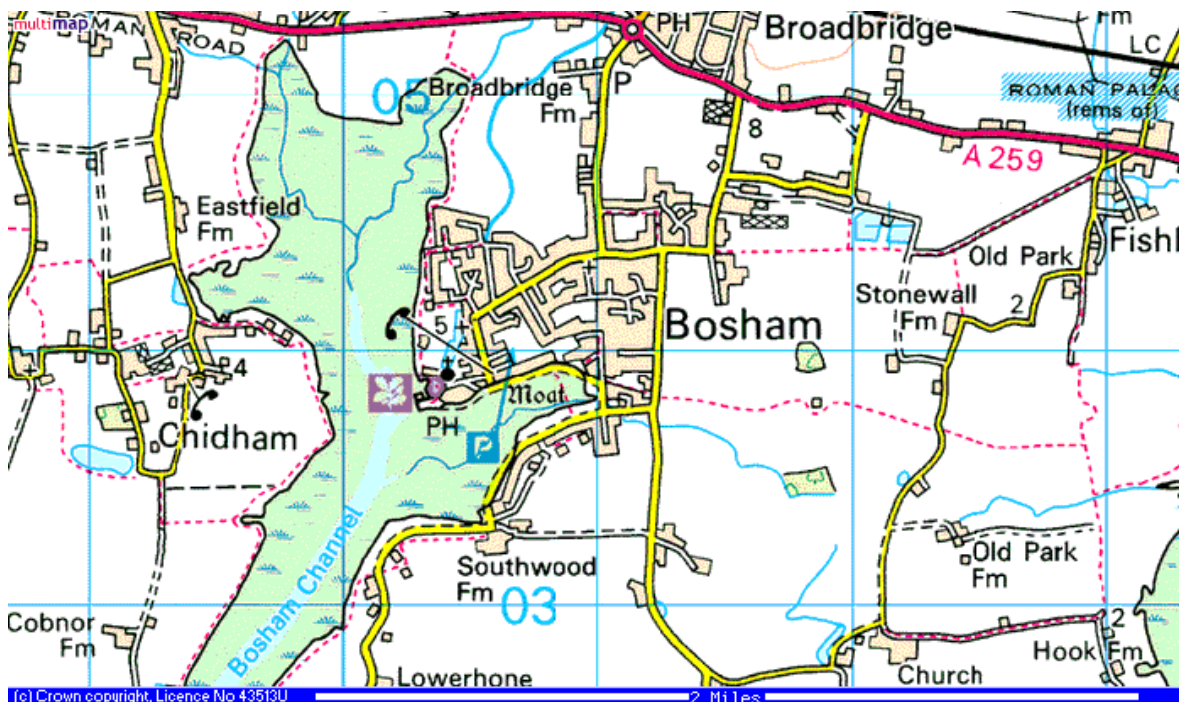 multimap
RMAN ROAD
PH
Broadbridge
Fm
LC
05
Broadbridge
Fm
P
8
ROMAN PALAC
(rems of)
A 259
Eastfield
Fm
Old Park
Fishb
Stonewall
Fm
2
5
Bosham
4
Moat
PH
P
Chidham
Bosham Channel
Southwood
Fm
03
Old Park
Fm
Cobnor
Fm
2
Hook Fm
Church
Lowerhone
(c) Crown copyright, Licence No 43513U
2 Miles